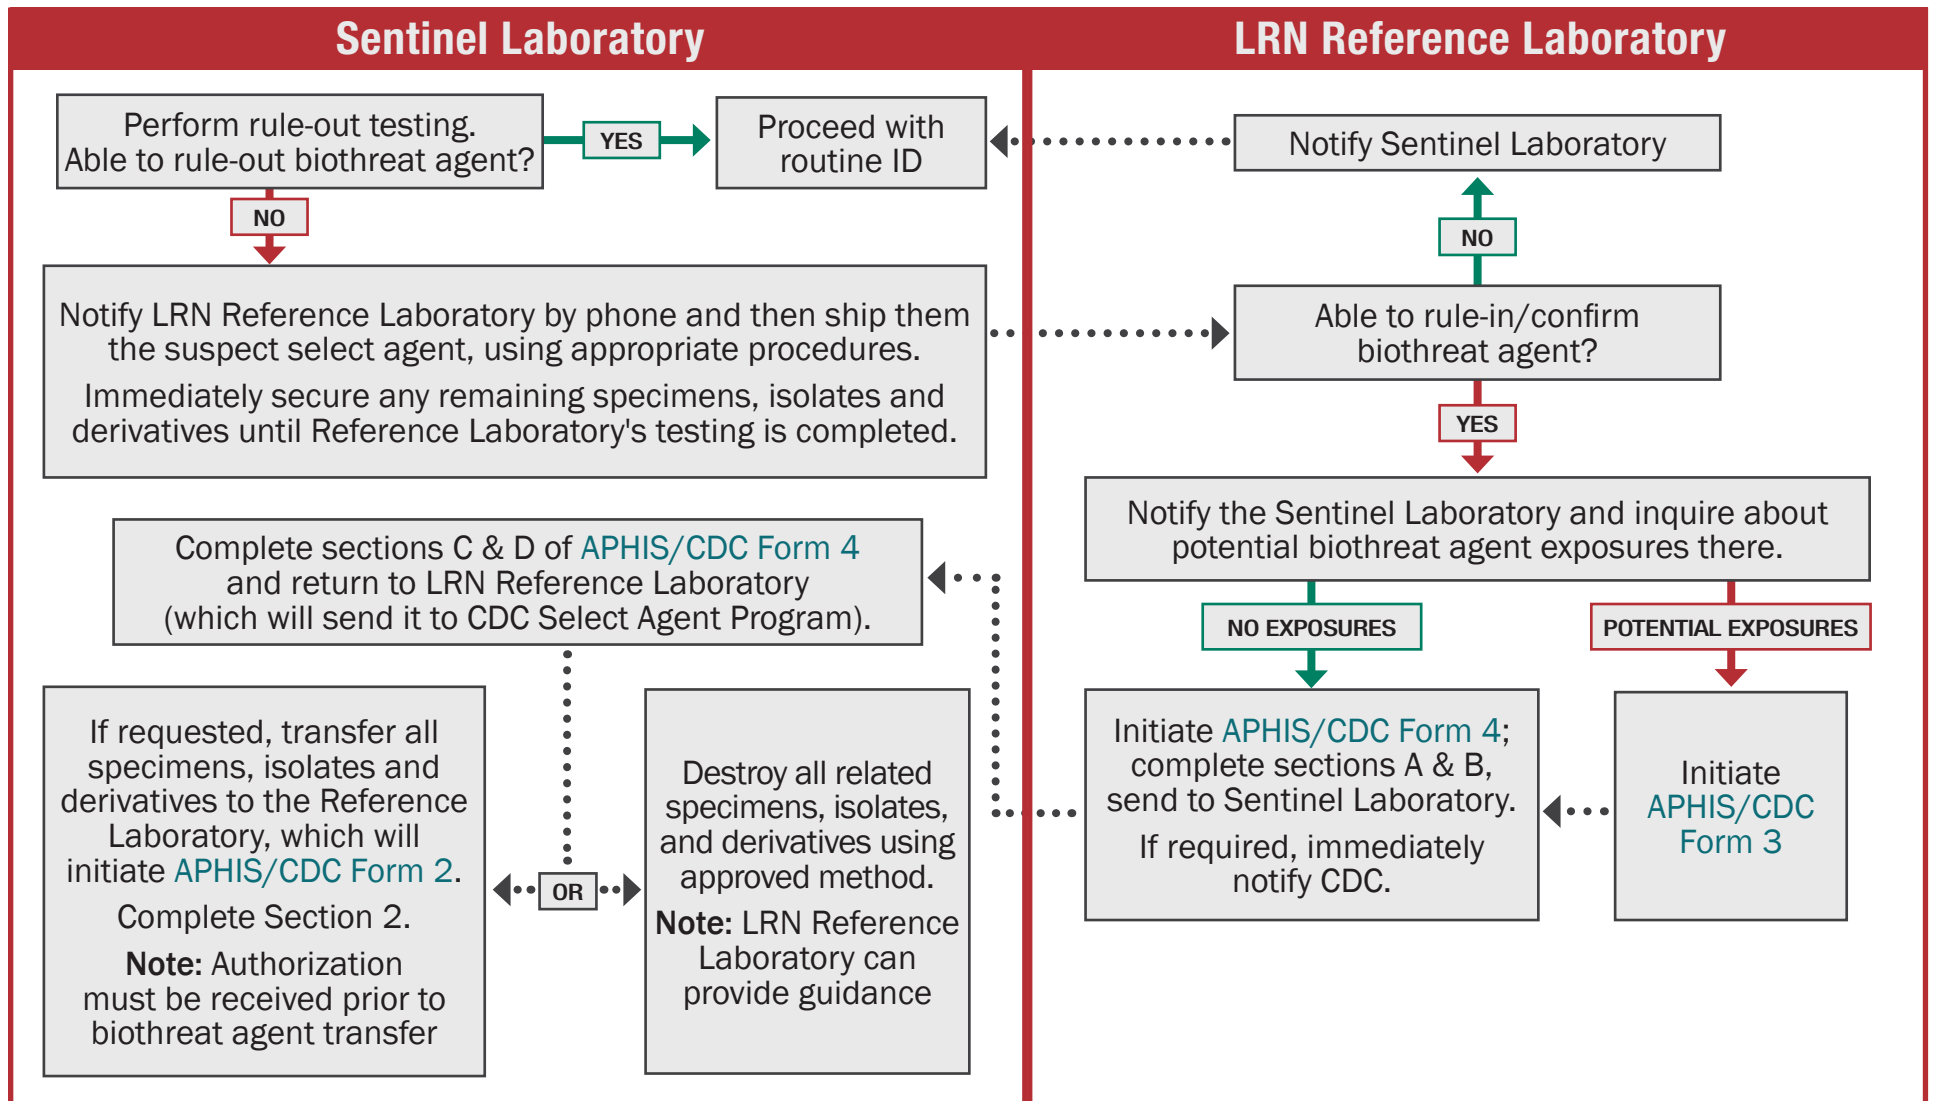 Sentinel Laboratory
Perform rule-out testing.
Able to rule-out biothreat agent?
YES
Proceed with
routine ID
NO
Notify LRN Reference Laboratory by phone and then ship them
the suspect select agent, using appropriate procedures.
Immediately secure any remaining specimens, isolates and
derivatives until Reference Laboratory's testing is completed.
Complete sections C & D of APHIS/CDC Form 4
and return to LRN Reference Laboratory
(which will send it to CDC Select Agent Program).
If requested, transfer all
specimens, isolates and
derivatives to the Reference
Laboratory, which will
initiate APHIS/CDC Form 2.
Complete Section 2.
Note: Authorization
must be received prior to
biothreat agent transfer
OR
Destroy all related
specimens, isolates,
and derivatives using
approved method.
Note: LRN Reference
Laboratory can
provide guidance
LRN Reference Laboratory
Notify Sentinel Laboratory
NO
Able to rule-in/confirm
biothreat agent?
YES
Notify the Sentinel Laboratory and inquire about
potential biothreat agent exposures there.
NO EXPOSURES
POTENTIAL EXPOSURES
Initiate APHIS/CDC Form 4;
complete sections A & B,
send to Sentinel Laboratory.
If required, immediately
notify CDC.
Initiate
APHIS/CDC
Form 3